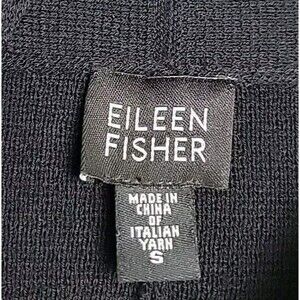 EILEEN
FISHER
MADE IN
CHINA
OF
ITALIAN
YARN
S